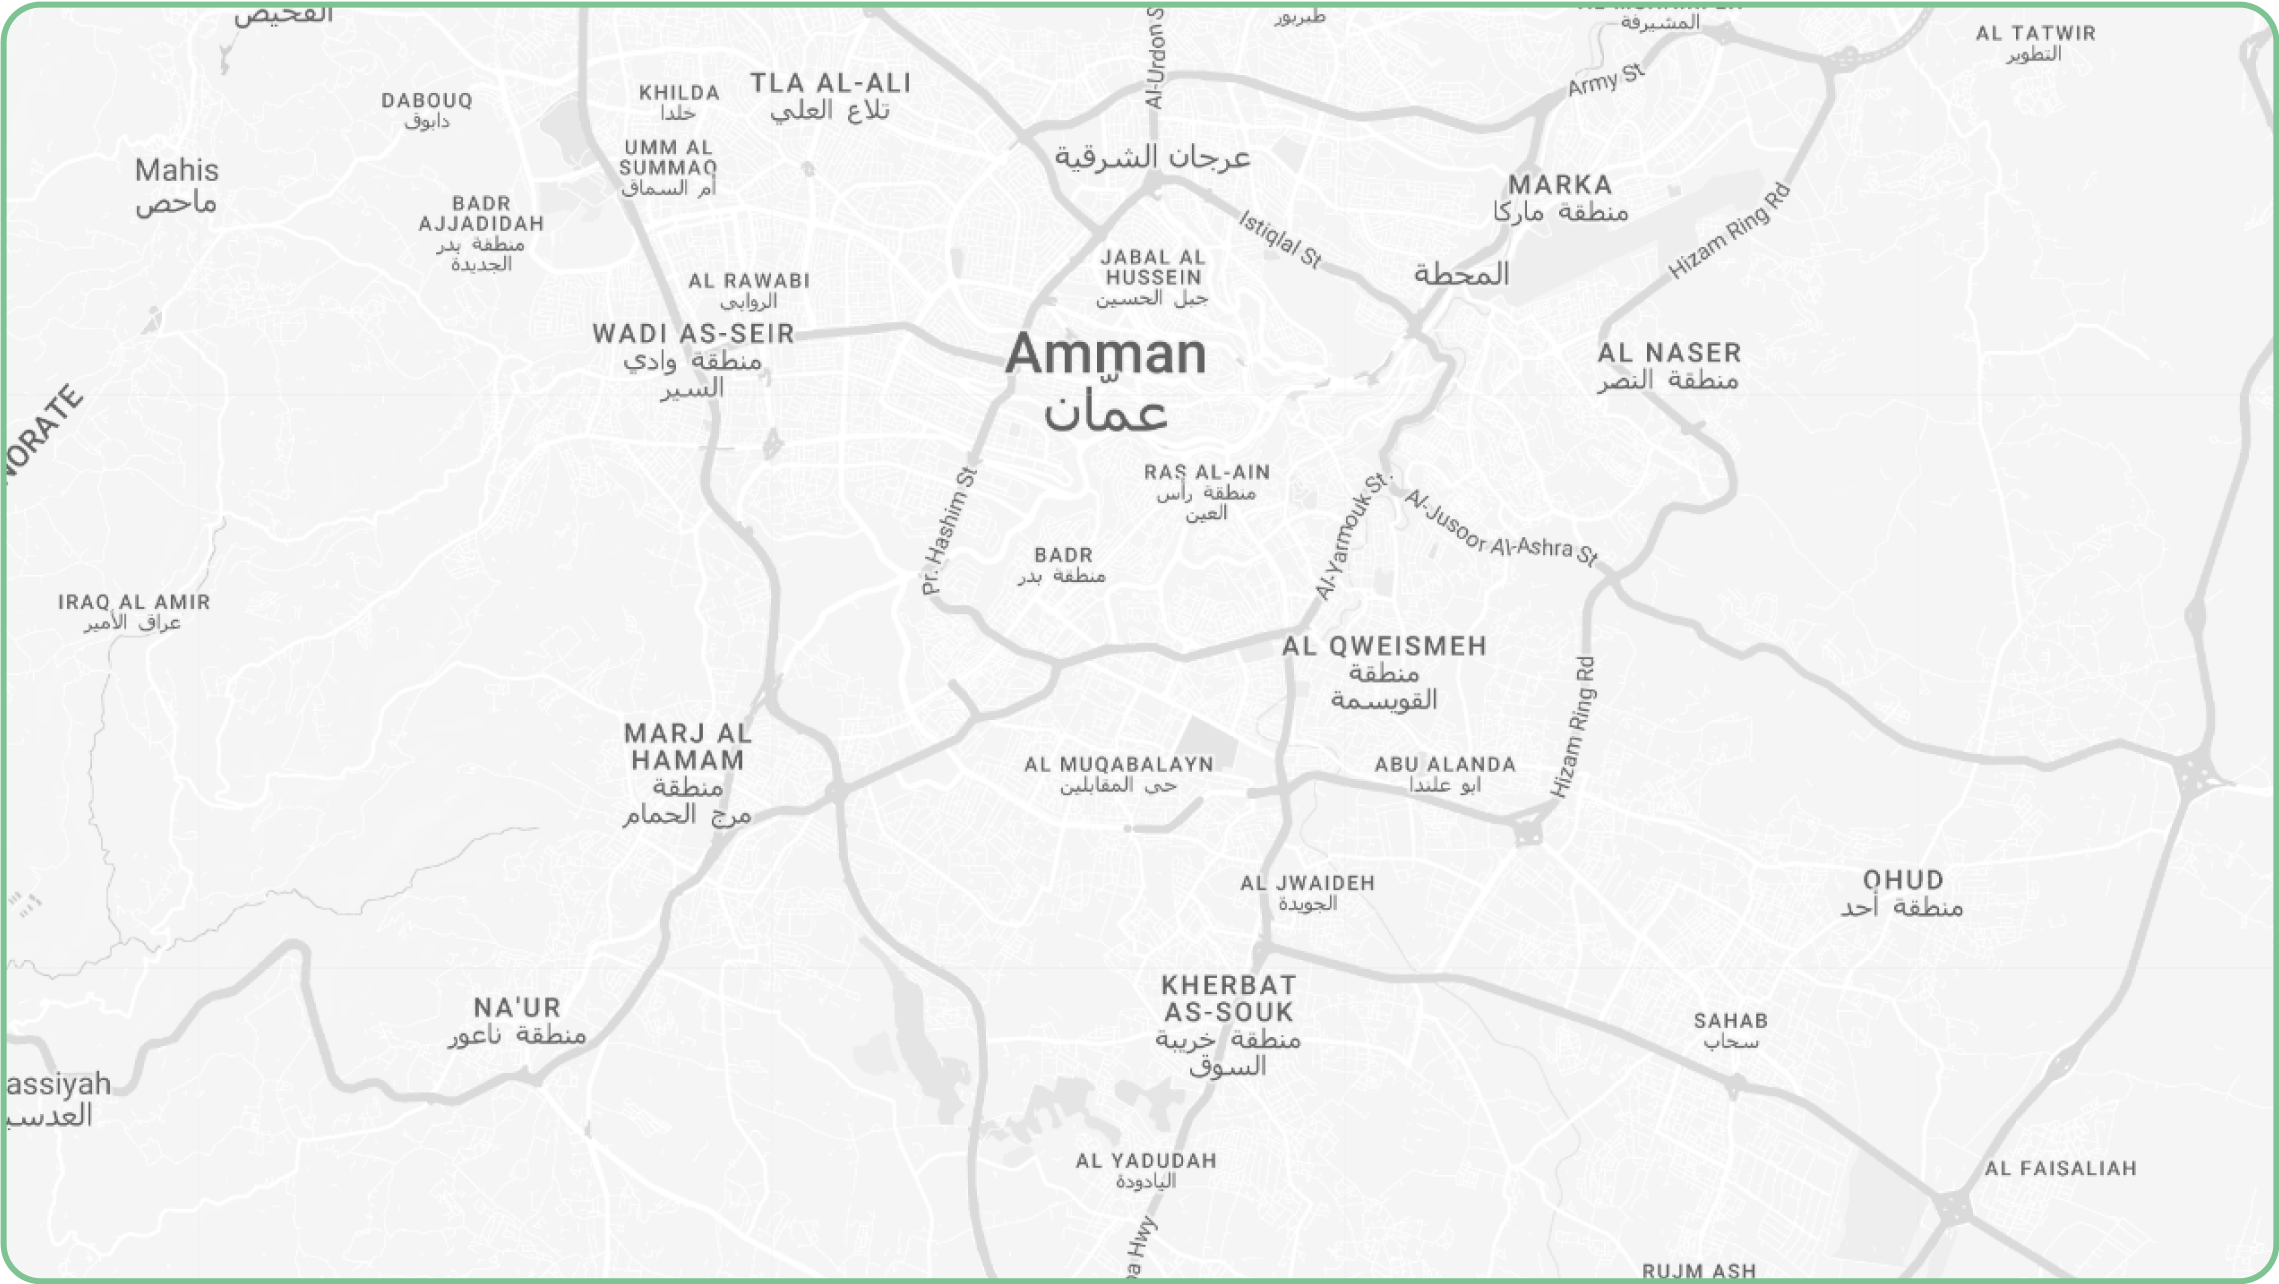 الفحيص
طبربور
المشيرفة
AL TATWIR
التطوير
Al-Urdon S
Army St
DABOUQ
دابوق
KHILDA
خلدا
TLA AL-ALI
تلاع العلي
UMM AL
SUMMAQ
أم السماق
عرجان الشرقية
Mahis
ماحص
MARKA
منطقة ماركا
BADR
AJJADIDAH
منطقة بدر
الجديدة
Istiqlal St
Hizam Ring Rd
JABAL AL
HUSSEIN
جبل الحسين
المحطة
AL RAWABI
الروابي
WADI AS-SEIR
منطقة وادي
السير
Amman
عمّان
AL NASER
منطقة النصر
NORATE
RAS AL-AIN
منطقة رأس
العين
Pr. Hashim St
Al-Yarmouk St.
Al-Jusoor Al-Ashra St
BADR
منطقة بدر
IRAQ AL AMIR
عراق الأمير
AL QWEISMEH
منطقة
القويسمة
Hizam Ring Rd
MARJ AL
HAMAM
منطقة
مرج الحمام
AL MUQABALAYN
حي المقابلين
ABU ALANDA
ابو علندا
AL JWAIDEH
الجويدة
OHUD
منطقة أحد
KHERBAT
AS-SOUK
منطقة خريبة
السوق
NA'UR
منطقة ناعور
SAHAB
سحاب
assiyah
العدسي
AL YADUDAH
اليادودة
AL FAISALIAH
a Hwy
RUJM ASH